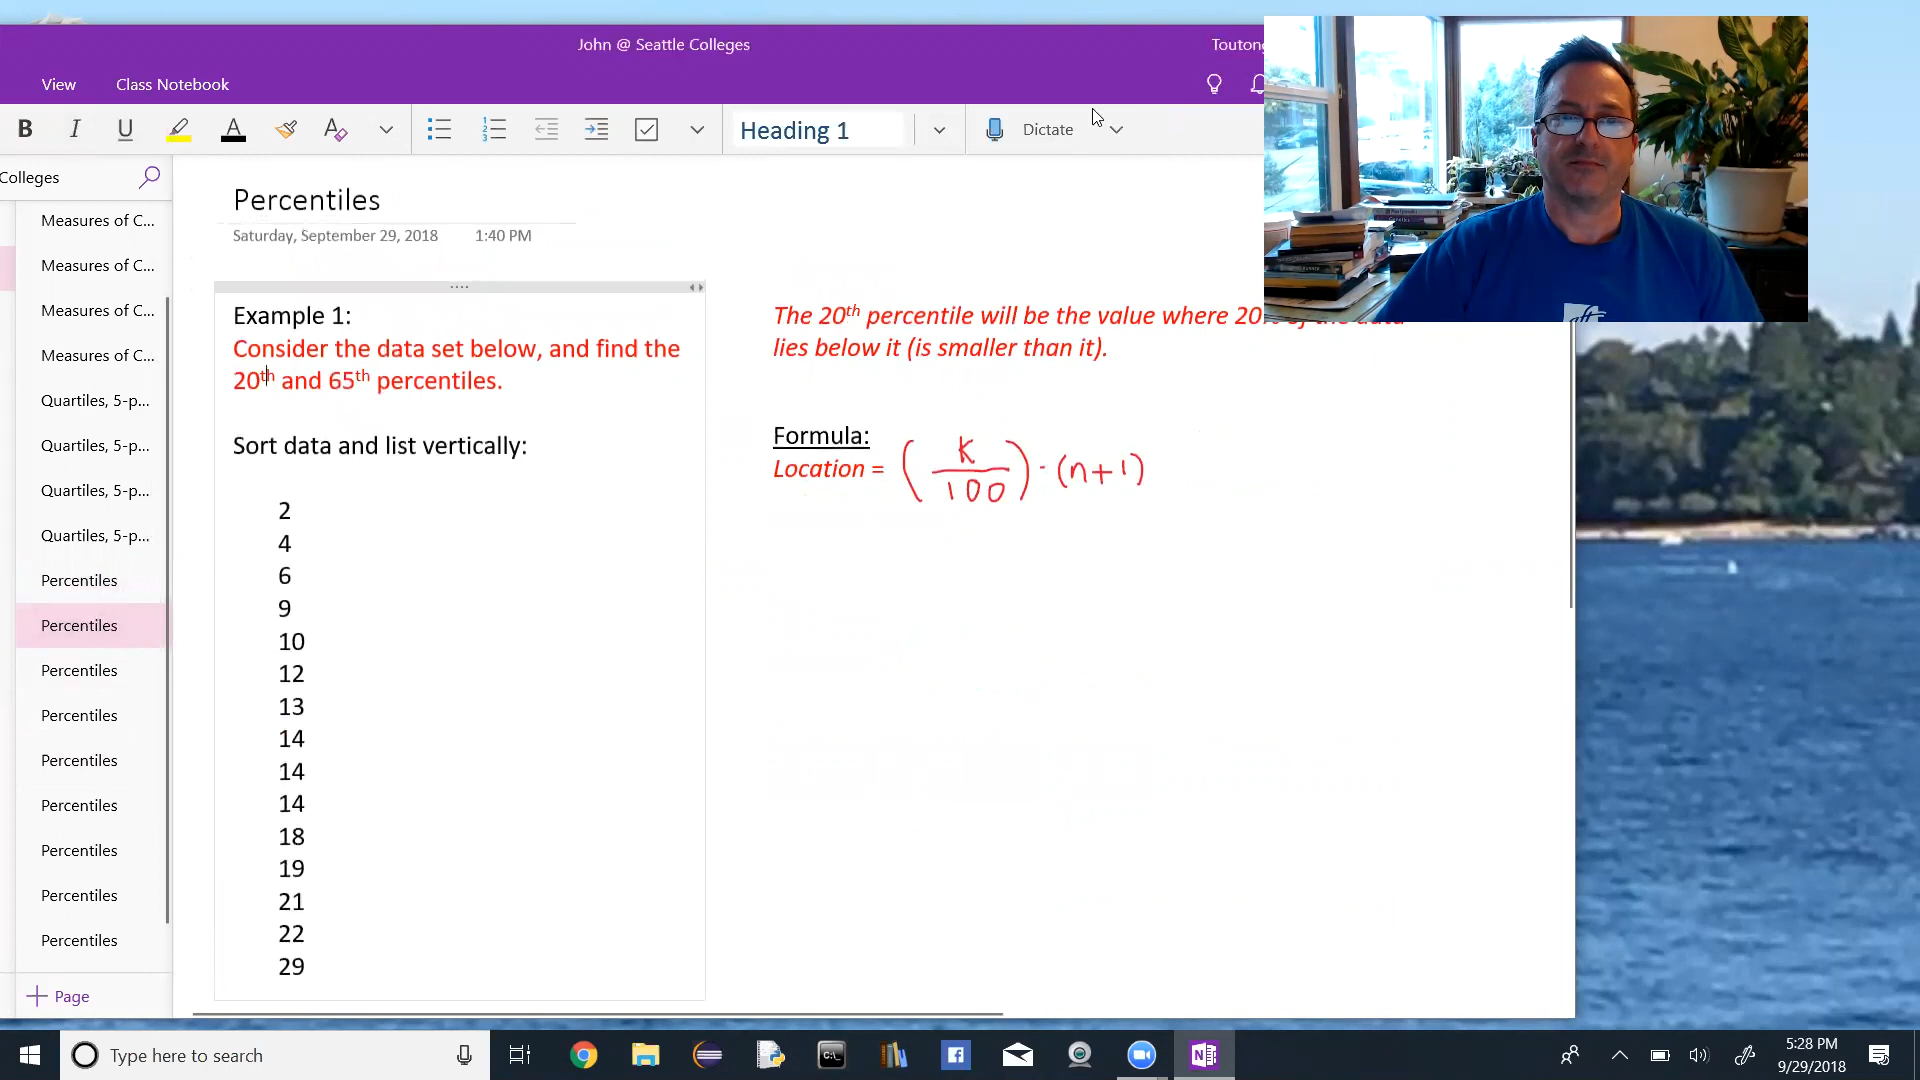 John @ Seattle Colleges
View
Class Notebook
B
I
U
A
A
Heading 1
Dictate
Colleges
Measures of C...
Measures of C...
Measures of C...
Measures of C...
Quartiles, 5-p...
Quartiles, 5-p...
Quartiles, 5-p...
Quartiles, 5-p...
Percentiles
Percentiles
Percentiles
Percentiles
Percentiles
Percentiles
Percentiles
Percentiles
Percentiles
+ Page
Percentiles
Saturday, September 29, 2018 1:40 PM
Example 1:
Consider the data set below, and find the
20th and 65th percentiles.
Sort data and list vertically:
2
4
6
9
10
12
13
14
14
14
18
19
21
22
29
The 20th percentile will be the value where
lies below it (is smaller than it).
Formula:
Location = (K/100) · (n+1)
Type here to search
5:28 PM
9/29/2018